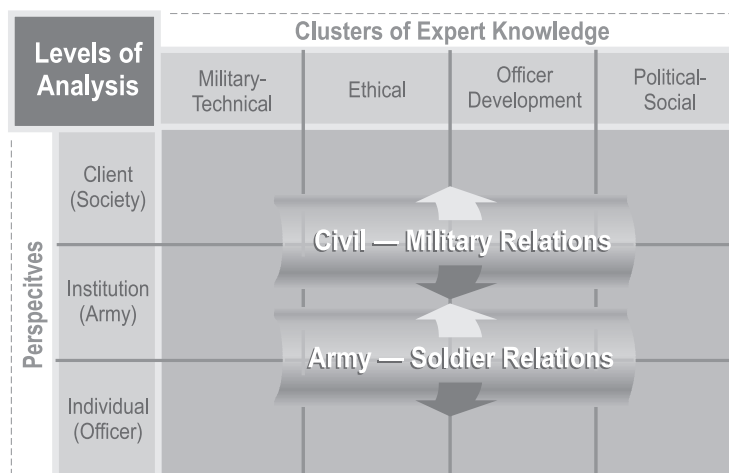 Clusters of Expert Knowledge
Levels of
Analysis
Military-
Technical
Ethical
Officer
Development
Political-
Social
Perspecitves
Client
(Society)
Institution
(Army)
Individual
(Officer)
Civil — Military Relations
Army — Soldier Relations